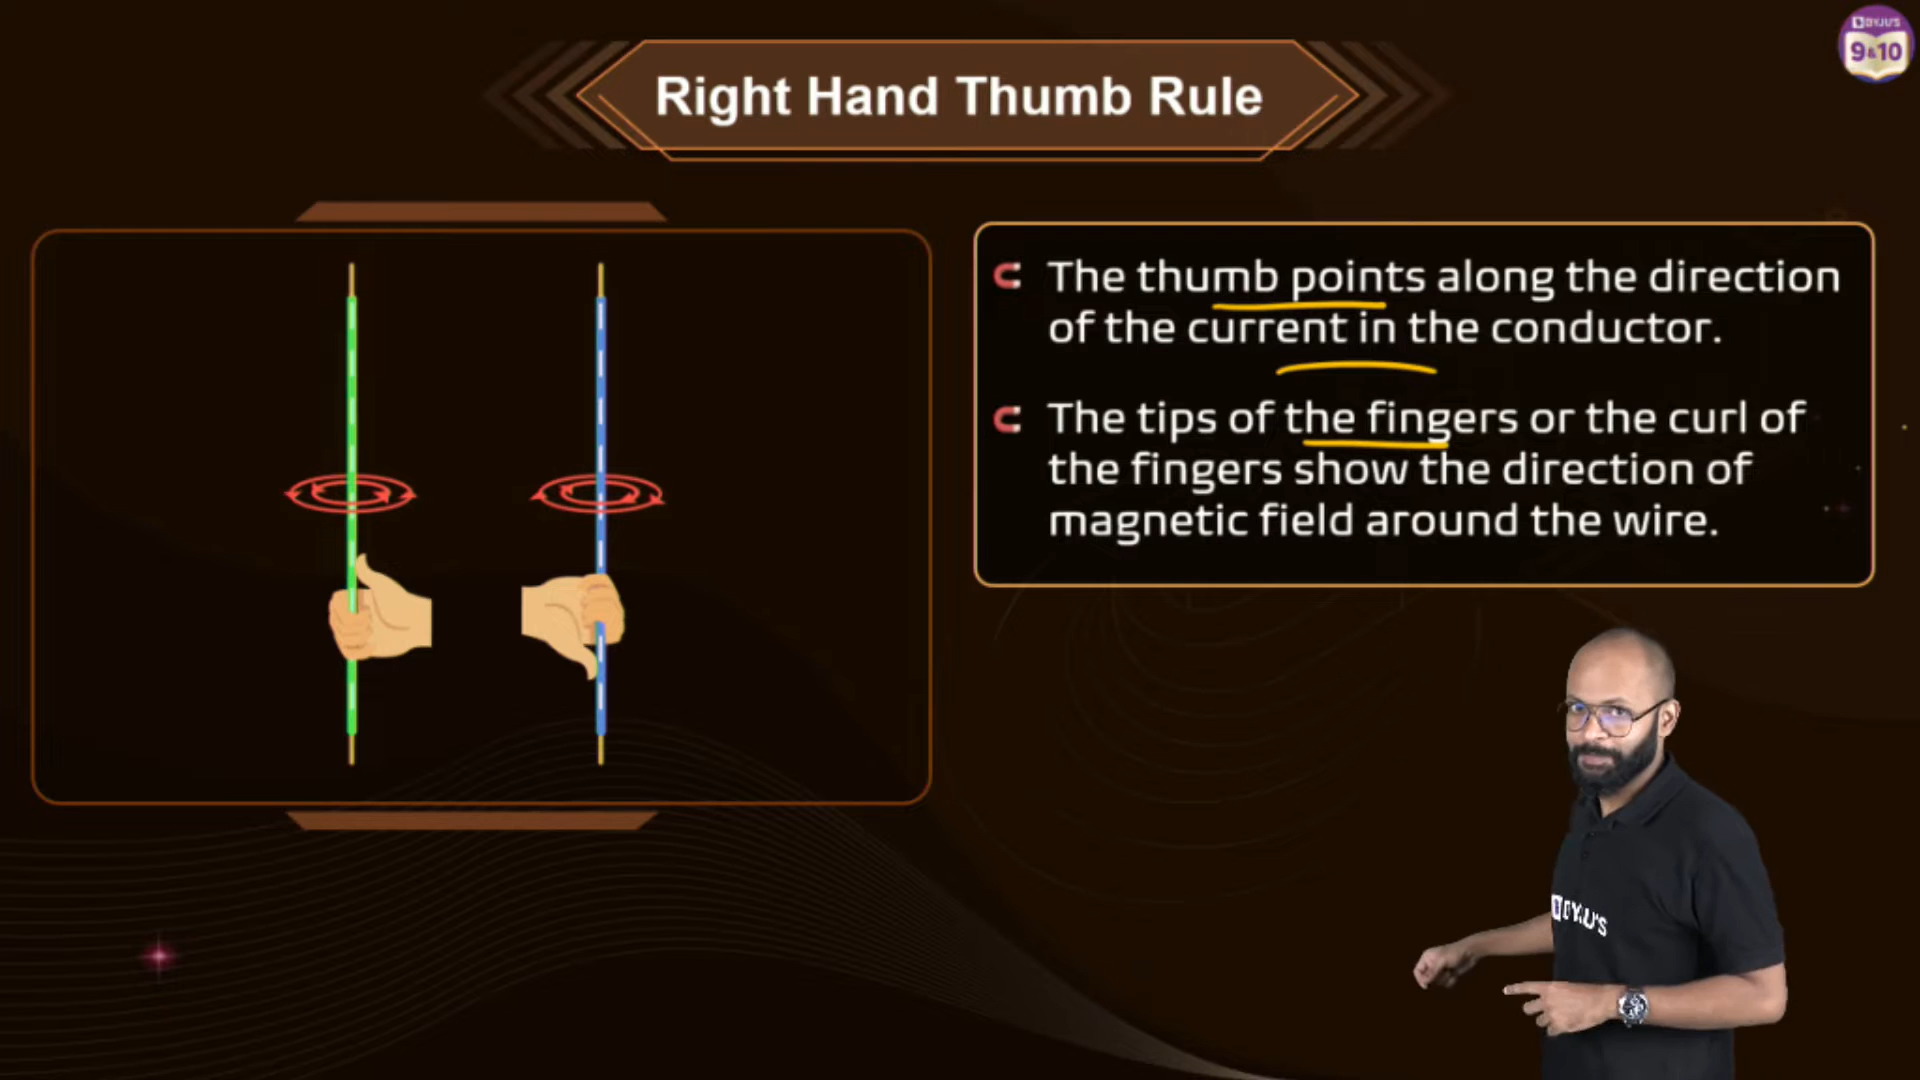 BYJU'S
9&10
Right Hand Thumb Rule
The thumb points along the direction
of the current in the conductor.
The tips of the fingers or the curl of
the fingers show the direction of
magnetic field around the wire.
BYJU'S